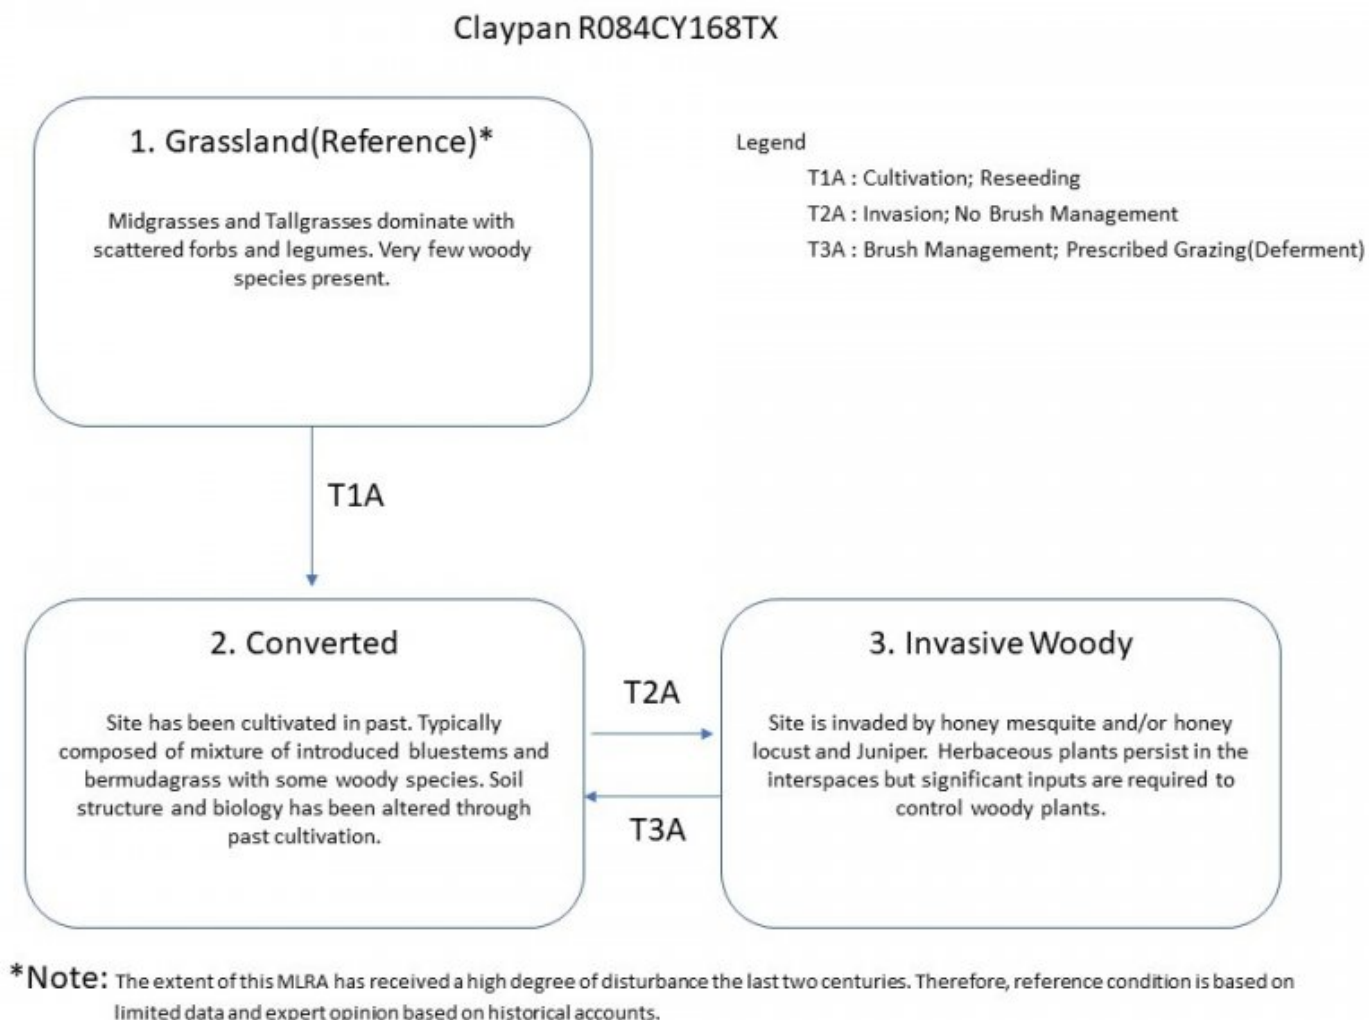 Claypan R084CY168TX
1. Grassland(Reference)*
Midgrasses and Tallgrasses dominate with
scattered forbs and legumes. Very few woody
species present.
Legend
T1A : Cultivation; Reseeding
T2A : Invasion; No Brush Management
T3A : Brush Management; Prescribed Grazing(Deferment)
T1A
2. Converted
Site has been cultivated in past. Typically
composed of mixture of introduced bluestems and
bermudagrass with some woody species. Soil
structure and biology has been altered through
past cultivation.
T2A
T3A
3. Invasive Woody
Site is invaded by honey mesquite and/or honey
locust and Juniper. Herbaceous plants persist in the
interspaces but significant inputs are required to
control woody plants.
*Note: The extent of this MLRA has received a high degree of disturbance the last two centuries. Therefore, reference condition is based on
limited data and expert opinion based on historical accounts.